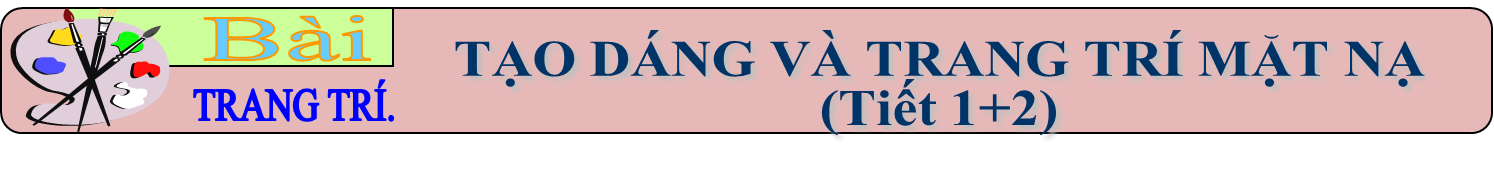 Bài
TRANG TRÍ.
TẠO DÁNG VÀ TRANG TRÍ MẶT NẠ
(Tiết 1+2)